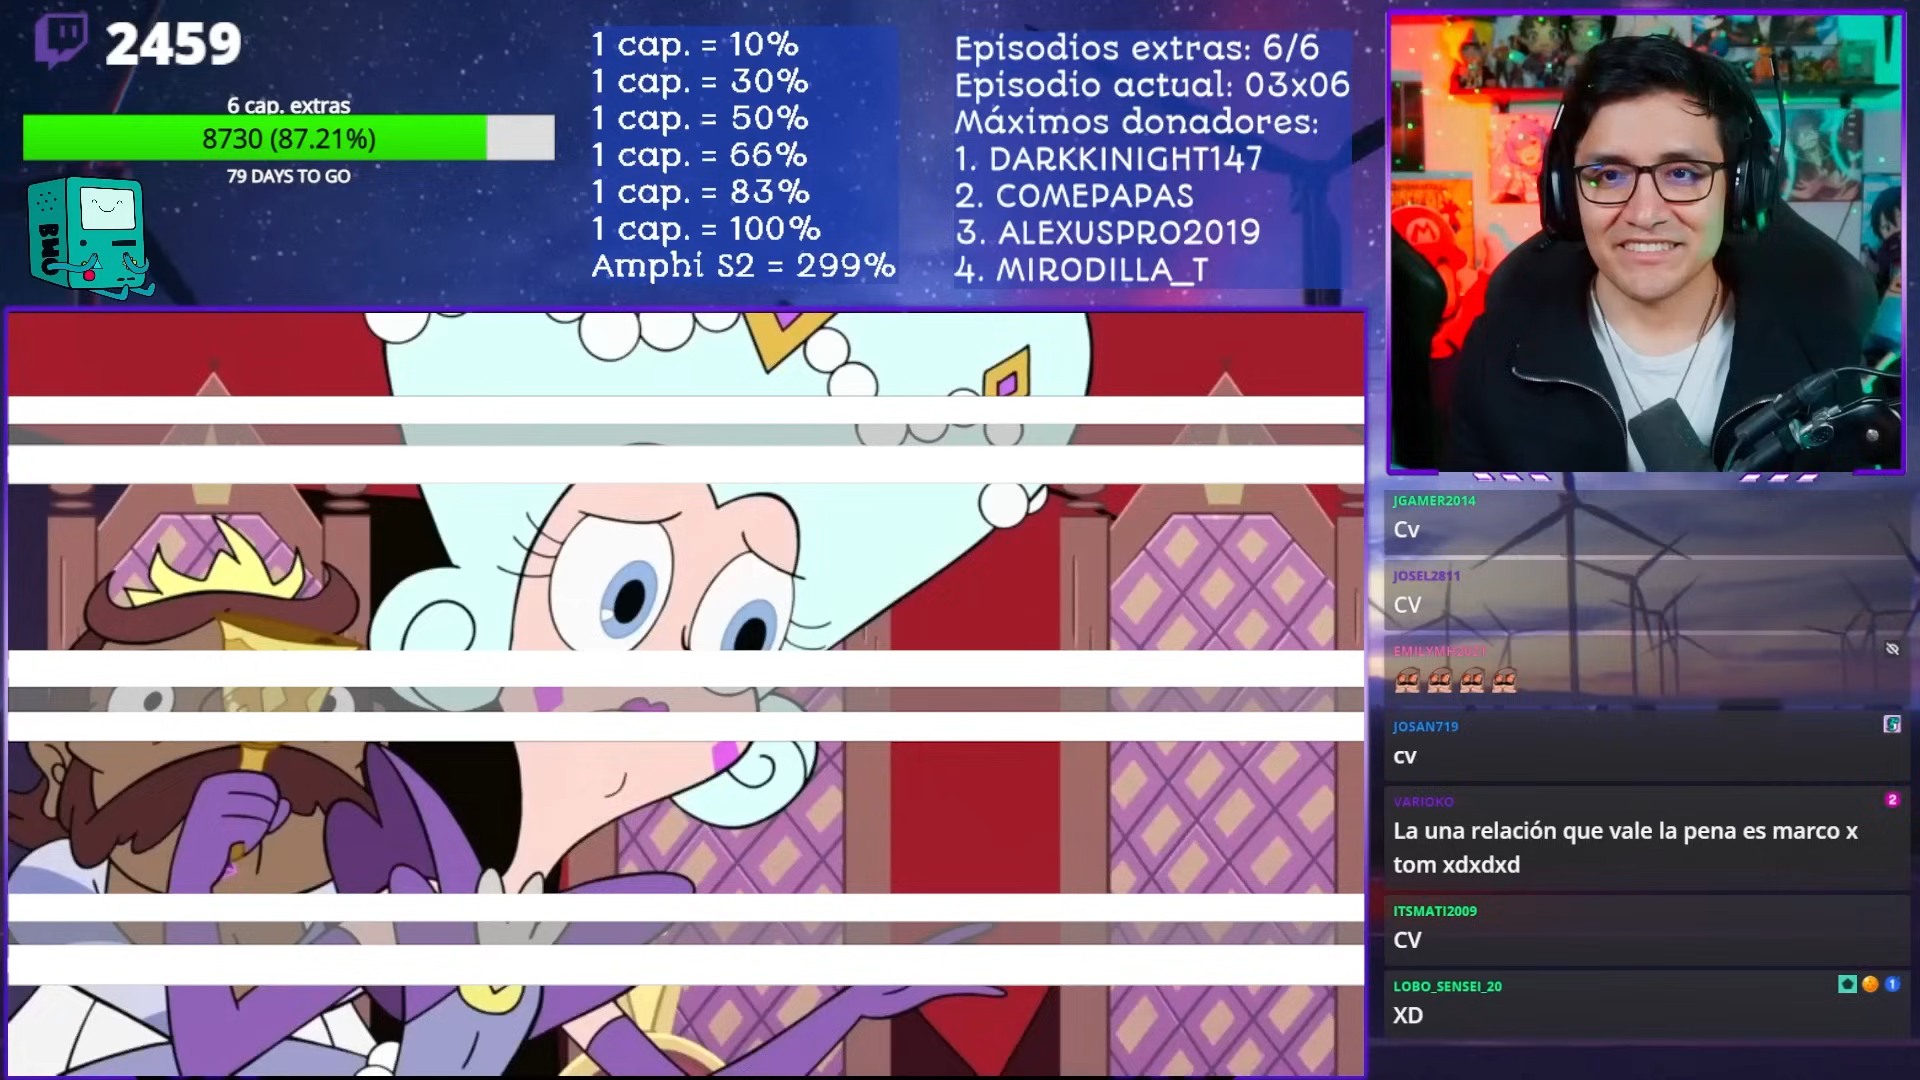 2459
6 cap. extras
8730 (87.21%)
79 DAYS TO GO
BMO
1 cap. = 10%
1 cap. = 30%
1 cap. = 50%
1 cap. = 66%
1 cap. = 83%
1 cap. = 100%
Amphi S2 = 299%
Episodios extras: 6/6
Episodio actual: 03x06
Máximos donadores:
1. DARKKINIGHT147
2. COMEPAPAS
3. ALEXUSPRO2019
4. MIRODILLA_T
JGAMER2014
Cv
JOSEL2811
CV
EMILYMH2021
JOSAN719
cv
VARIOKO
2
La una relación que vale la pena es marco x
tom xdxdxd
ITSMATI2009
CV
LOBO_SENSEI_20
1
XD